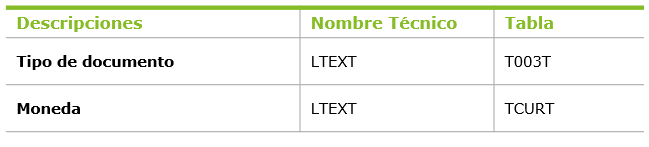 Descripciones Nombre Técnico Tabla
Tipo de documento LTEXT T003T
Moneda LTEXT TCURT